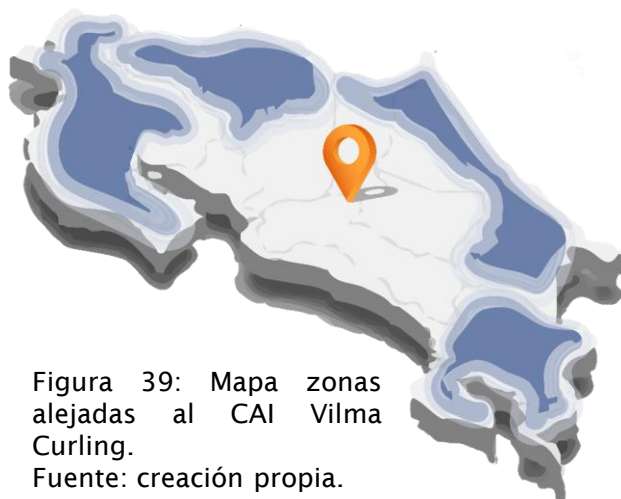 Figura 39: Mapa zonas
alejadas al CAI Vilma
Curling.
Fuente: creación propia.